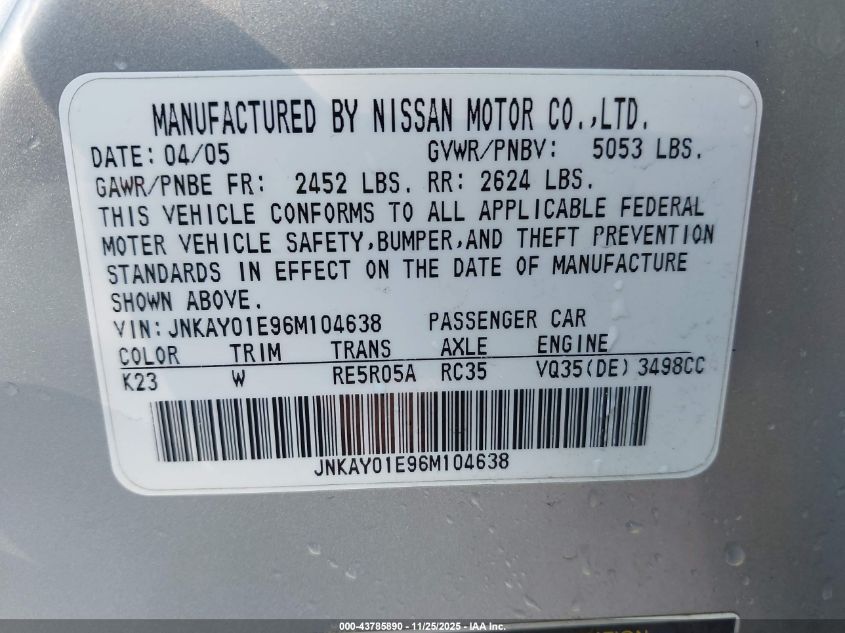 MANUFACTURED BY NISSAN MOTOR CO.,LTD.
DATE: 04/05 GVWR/PNBV: 5053 LBS.
GAWR/PNBE FR: 2452 LBS. RR: 2624 LBS.
THIS VEHICLE CONFORMS TO ALL APPLICABLE FEDERAL
MOTER VEHICLE SAFETY,BUMPER,AND THEFT PREVENTION
STANDARDS IN EFFECT ON THE DATE OF MANUFACTURE
SHOWN ABOVE.
VIN: JNKAY01E96M104638 PASSENGER CAR
COLOR TRIM TRANS AXLE ENGINE
K23 W RE5R05A RC35 VQ35(DE) 3498CC
JNKAY01E96M104638
000-43785890 - 11/25/2025 - IAA Inc.